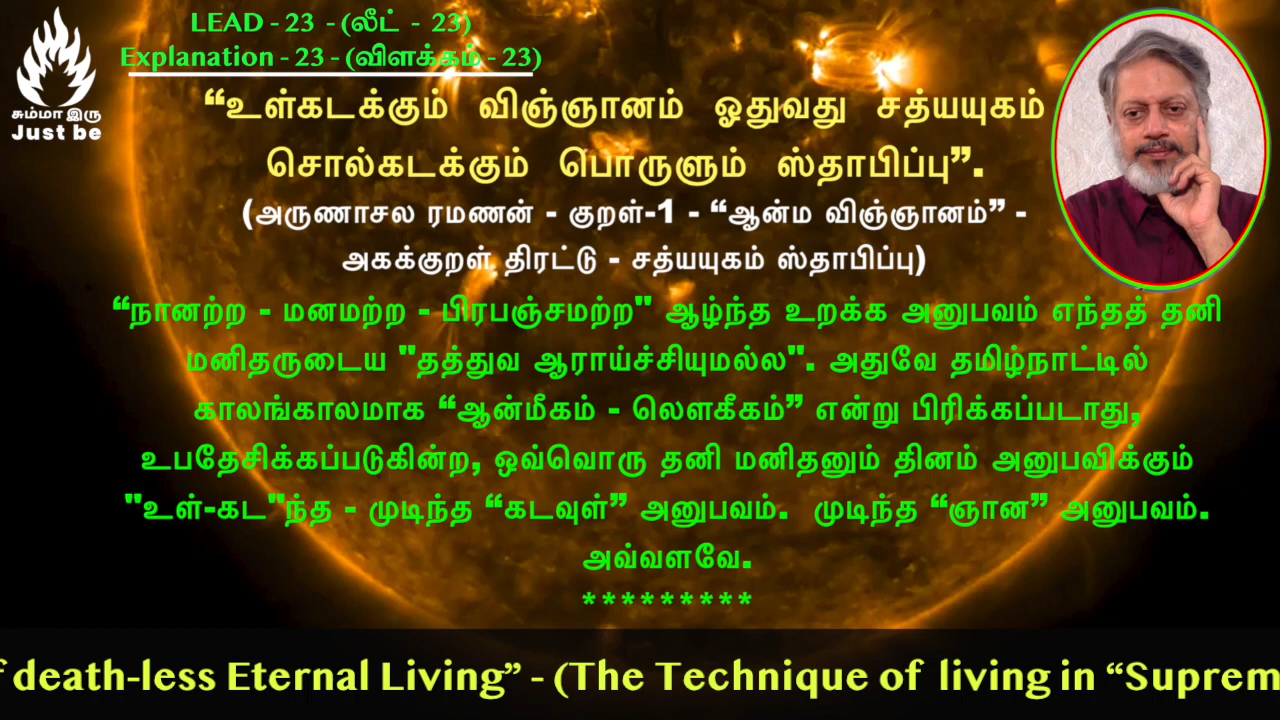 LEAD - 23 - (லீட் - 23)
Explanation - 23 - (விளக்கம் - 23)
சும்மா இரு
Just be
“உள்கடக்கும் விஞ்ஞானம் ஓதுவது சத்யயுகம்
சொல்கடக்கும் பொருளும் ஸ்தாபிப்பு”.
(அருணாசல ரமணன் - குறள்-1 - “ஆன்ம விஞ்ஞானம்” -
அகக்குறள் திரட்டு - சத்யயுகம் ஸ்தாபிப்பு)
“நானற்ற - மனமற்ற - பிரபஞ்சமற்ற" ஆழ்ந்த உறக்க அனுபவம் எந்தத் தனி
மனிதருடைய "தத்துவ ஆராய்ச்சியுமல்ல". அதுவே தமிழ்நாட்டில்
காலங்காலமாக “ஆன்மீகம் - லௌகீகம்” என்று பிரிக்கப்படாது,
உபதேசிக்கப்படுகின்ற, ஒவ்வொரு தனி மனிதனும் தினம் அனுபவிக்கும்
"உள்-கட"ந்த - முடிந்த “கடவுள்” அனுபவம். முடிந்த “ஞான” அனுபவம்.
அவ்வளவே.
*********
f death-less Eternal Living” - (The Technique of living in “Suprem